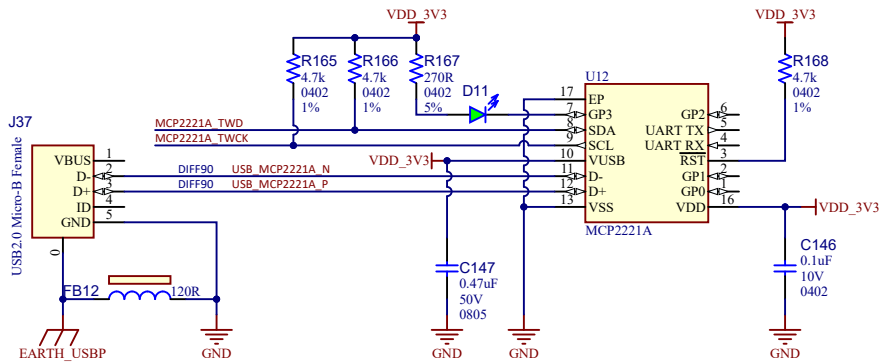 VDD_3V3
VDD_3V3
R165
4.7k
0402
1%
R166
4.7k
0402
1%
R167
270R
0402
5%
D11
U12
R168
4.7k
0402
1%
J37
USB2.0 Micro-B Female
VBUS 1
D- 2
D+ 3
ID 4
GND 5
0
MCP2221A_TWD
MCP2221A_TWCK
VDD_3V3
DIFF90 USB_MCP2221A_N
DIFF90 USB_MCP2221A_P
17 EP
7 GP3
8 SDA
9 SCL
10 VUSB
11 D-
12 D+
13 VSS
GP2 6
UART TX 5
UART RX 4
RST 3
GP1 2
GP0 1
VDD 16
MCP2221A
VDD_3V3
FB12
120R
C147
0.47uF
50V
0805
C146
0.1uF
10V
0402
EARTH_USBP
GND
GND
GND
GND